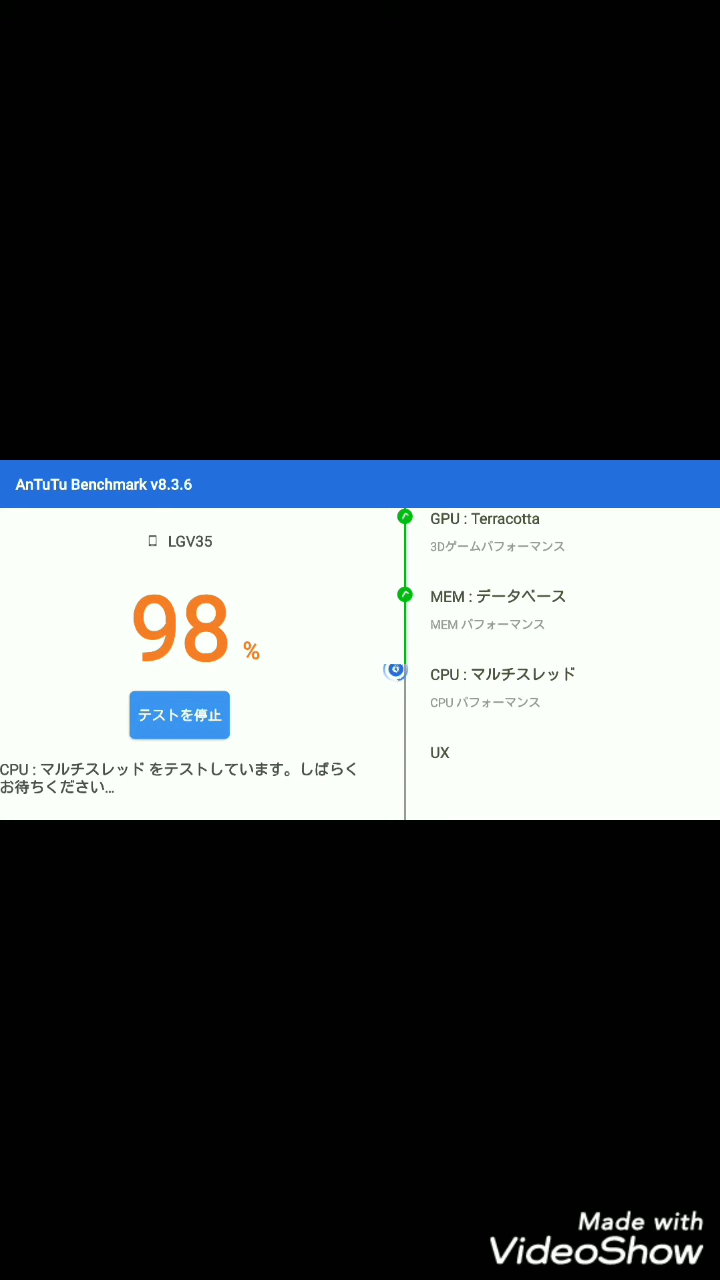 AnTuTu Benchmark v8.3.6
LGV35
98 %
テストを停止
CPU : マルチスレッド をテストしています。しばらく
お待ちください...
GPU : Terracotta
3Dゲームパフォーマンス
MEM : データベース
MEM パフォーマンス
CPU : マルチスレッド
CPU パフォーマンス
UX
Made with
VideoShow